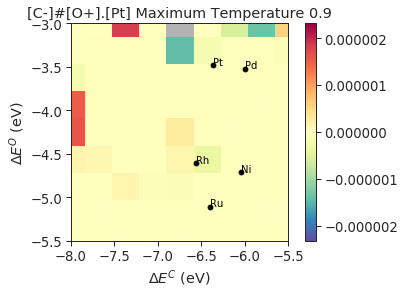 [C-]#[O+].[Pt] Maximum Temperature 0.9
−3.0
−3.5
−4.0
−4.5
−5.0
−5.5
ΔE^O (eV)
Pt
Pd
Rh
Ni
Ru
−8.0 −7.5 −7.0 −6.5 −6.0 −5.5
ΔE^C (eV)
0.000002
0.000001
0.000000
−0.000001
−0.000002